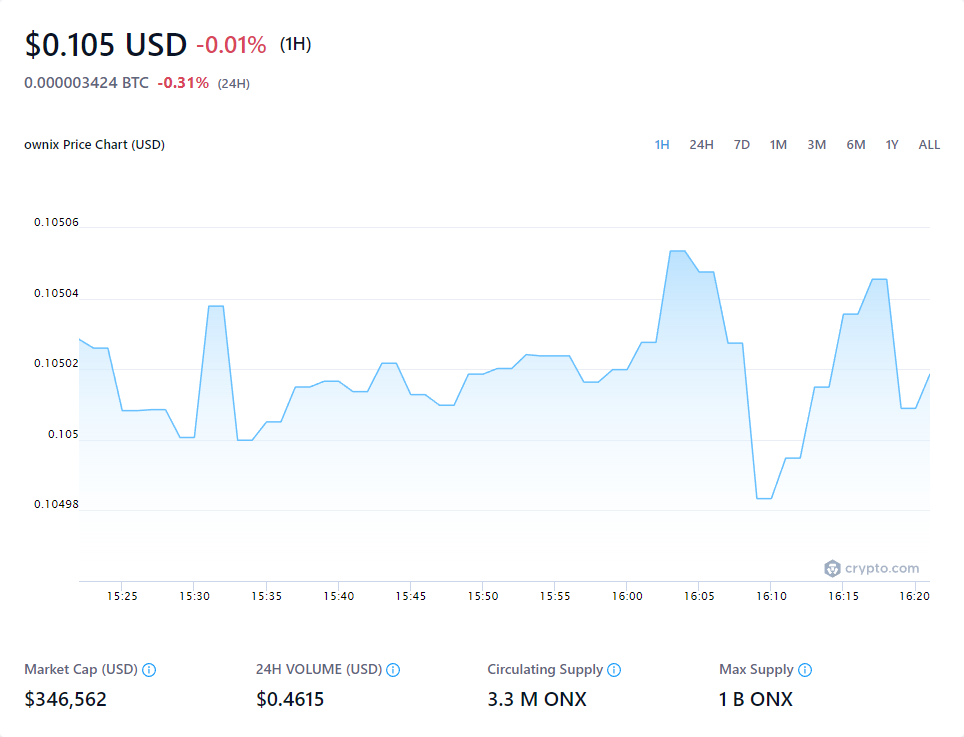 $0.105 USD -0.01% (1H)
0.000003424 BTC -0.31% (24H)
ownix Price Chart (USD) 1H 24H 7D 1M 3M 6M 1Y ALL
0.10506
0.10504
0.10502
0.105
0.10498
crypto.com
15:25 15:30 15:35 15:40 15:45 15:50 15:55 16:00 16:05 16:10 16:15 16:20
Market Cap (USD) 24H VOLUME (USD) Circulating Supply Max Supply
$346,562 $0.4615 3.3 M ONX 1 B ONX